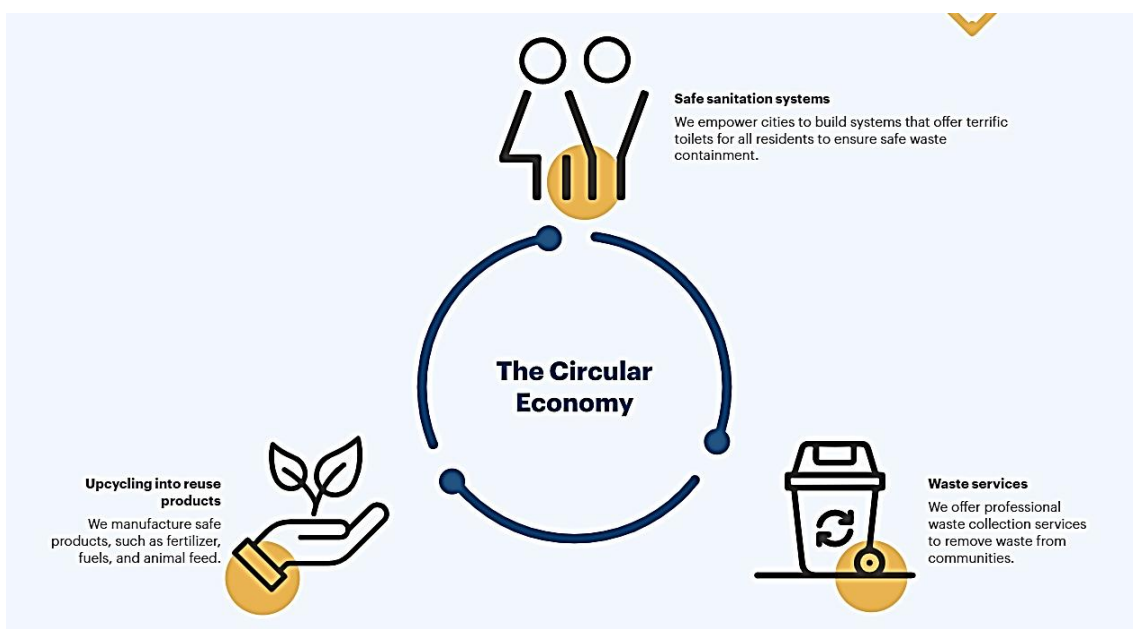 Safe sanitation systems
We empower cities to build systems that offer terrific
toilets for all residents to ensure safe waste
containment.
The Circular
Economy
Upcycling into reuse
products
We manufacture safe
products, such as fertilizer,
fuels, and animal feed.
Waste services
We offer professional
waste collection services
to remove waste from
communities.